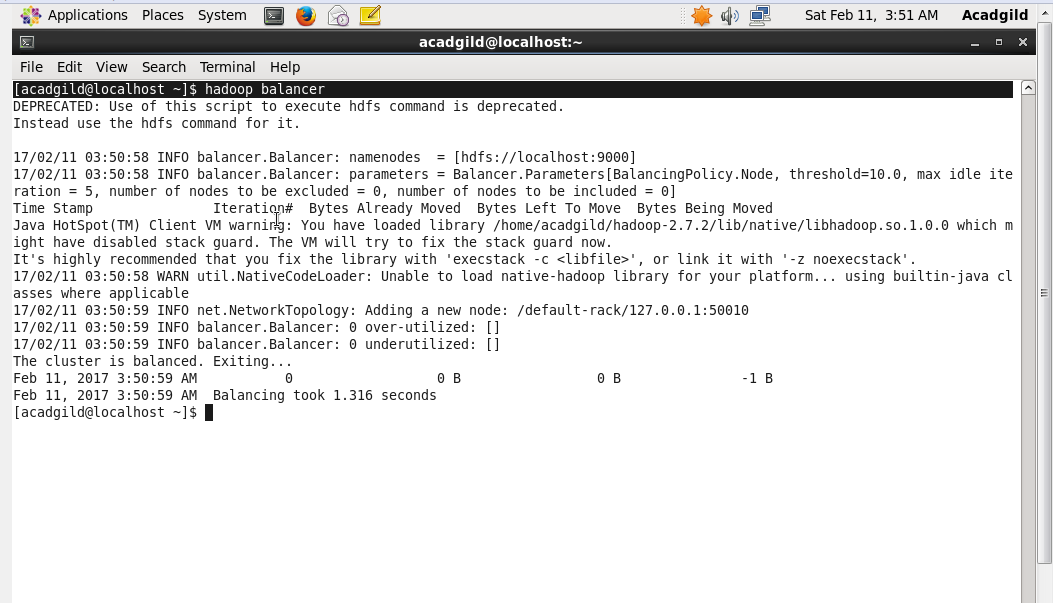 Applications Places System Sat Feb 11, 3:51 AM Acadgild
acadgild@localhost:~
File Edit View Search Terminal Help
[acadgild@localhost ~]$ hadoop balancer
DEPRECATED: Use of this script to execute hdfs command is deprecated.
Instead use the hdfs command for it.
17/02/11 03:50:58 INFO balancer.Balancer: namenodes  = [hdfs://localhost:9000]
17/02/11 03:50:58 INFO balancer.Balancer: parameters = Balancer.Parameters[BalancingPolicy.Node, threshold=10.0, max idle ite
ration = 5, number of nodes to be excluded = 0, number of nodes to be included = 0]
Time Stamp               Iteration#  Bytes Already Moved  Bytes Left To Move  Bytes Being Moved
Java HotSpot(TM) Client VM warning: You have loaded library /home/acadgild/hadoop-2.7.2/lib/native/libhadoop.so.1.0.0 which m
ight have disabled stack guard. The VM will try to fix the stack guard now.
It's highly recommended that you fix the library with 'execstack -c <libfile>', or link it with '-z noexecstack'.
17/02/11 03:50:58 WARN util.NativeCodeLoader: Unable to load native-hadoop library for your platform... using builtin-java cl
asses where applicable
17/02/11 03:50:59 INFO net.NetworkTopology: Adding a new node: /default-rack/127.0.0.1:50010
17/02/11 03:50:59 INFO balancer.Balancer: 0 over-utilized: []
17/02/11 03:50:59 INFO balancer.Balancer: 0 underutilized: []
The cluster is balanced. Exiting...
Feb 11, 2017 3:50:59 AM           0                  0 B                 0 B               -1 B
Feb 11, 2017 3:50:59 AM  Balancing took 1.316 seconds
[acadgild@localhost ~]$